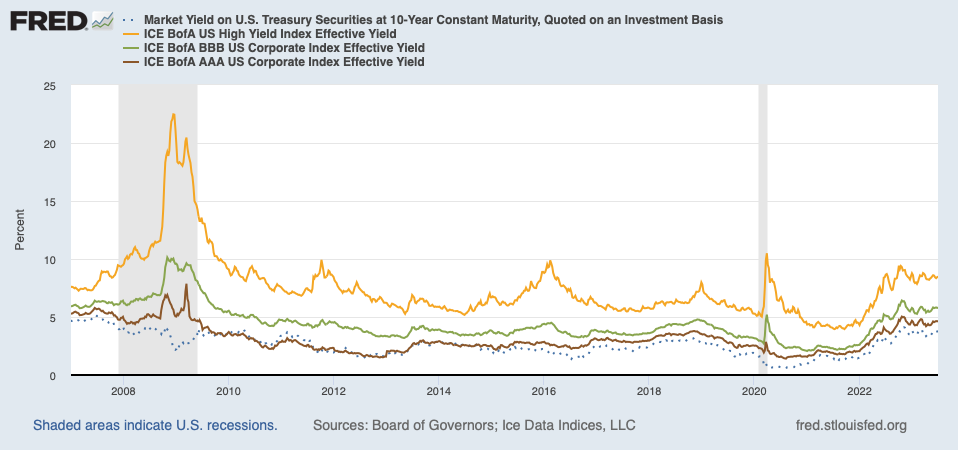 FRED
Market Yield on U.S. Treasury Securities at 10-Year Constant Maturity, Quoted on an Investment Basis
ICE BofA US High Yield Index Effective Yield
ICE BofA BBB US Corporate Index Effective Yield
ICE BofA AAA US Corporate Index Effective Yield
25
20
15
10
5
0
Percent
2008 2010 2012 2014 2016 2018 2020 2022
Shaded areas indicate U.S. recessions. Sources: Board of Governors; Ice Data Indices, LLC fred.stlouisfed.org